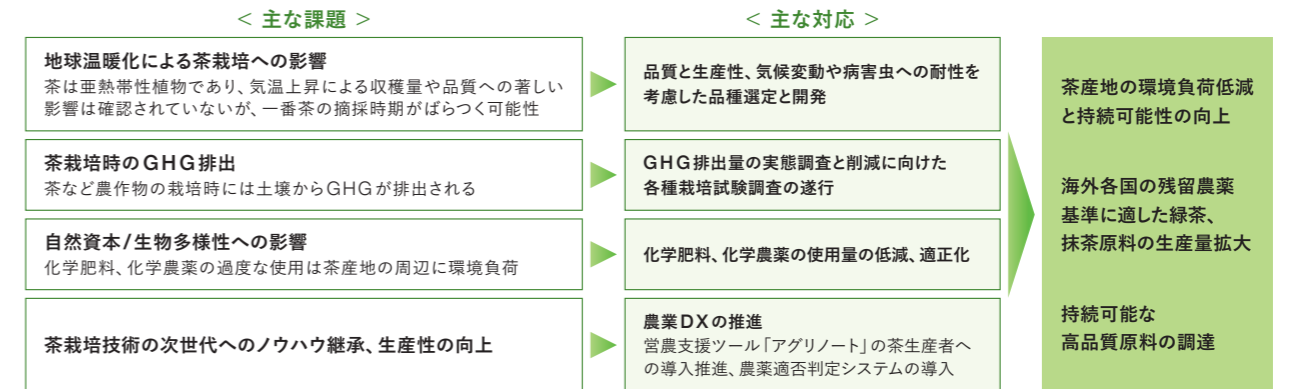 ＜ 主な課題 ＞
＜ 主な対応 ＞
地球温暖化による茶栽培への影響
茶は亜熱帯性植物であり、気温上昇による収穫量や品質への著しい
影響は確認されていないが、一番茶の摘採時期がばらつく可能性
品質と生産性、気候変動や病害虫への耐性を
考慮した品種選定と開発
茶栽培時のGHG排出
茶など農作物の栽培時には土壌からGHGが排出される
GHG排出量の実態調査と削減に向けた
各種栽培試験調査の遂行
自然資本/生物多様性への影響
化学肥料、化学農薬の過度な使用は茶産地の周辺に環境負荷
化学肥料、化学農薬の使用量の低減、適正化
茶栽培技術の次世代へのノウハウ継承、生産性の向上
農業DXの推進
営農支援ツール「アグリノート」の茶生産者へ
の導入推進、農薬適否判定システムの導入
茶産地の環境負荷低減
と持続可能性の向上
海外各国の残留農薬
基準に適した緑茶、
抹茶原料の生産量拡大
持続可能な
高品質原料の調達